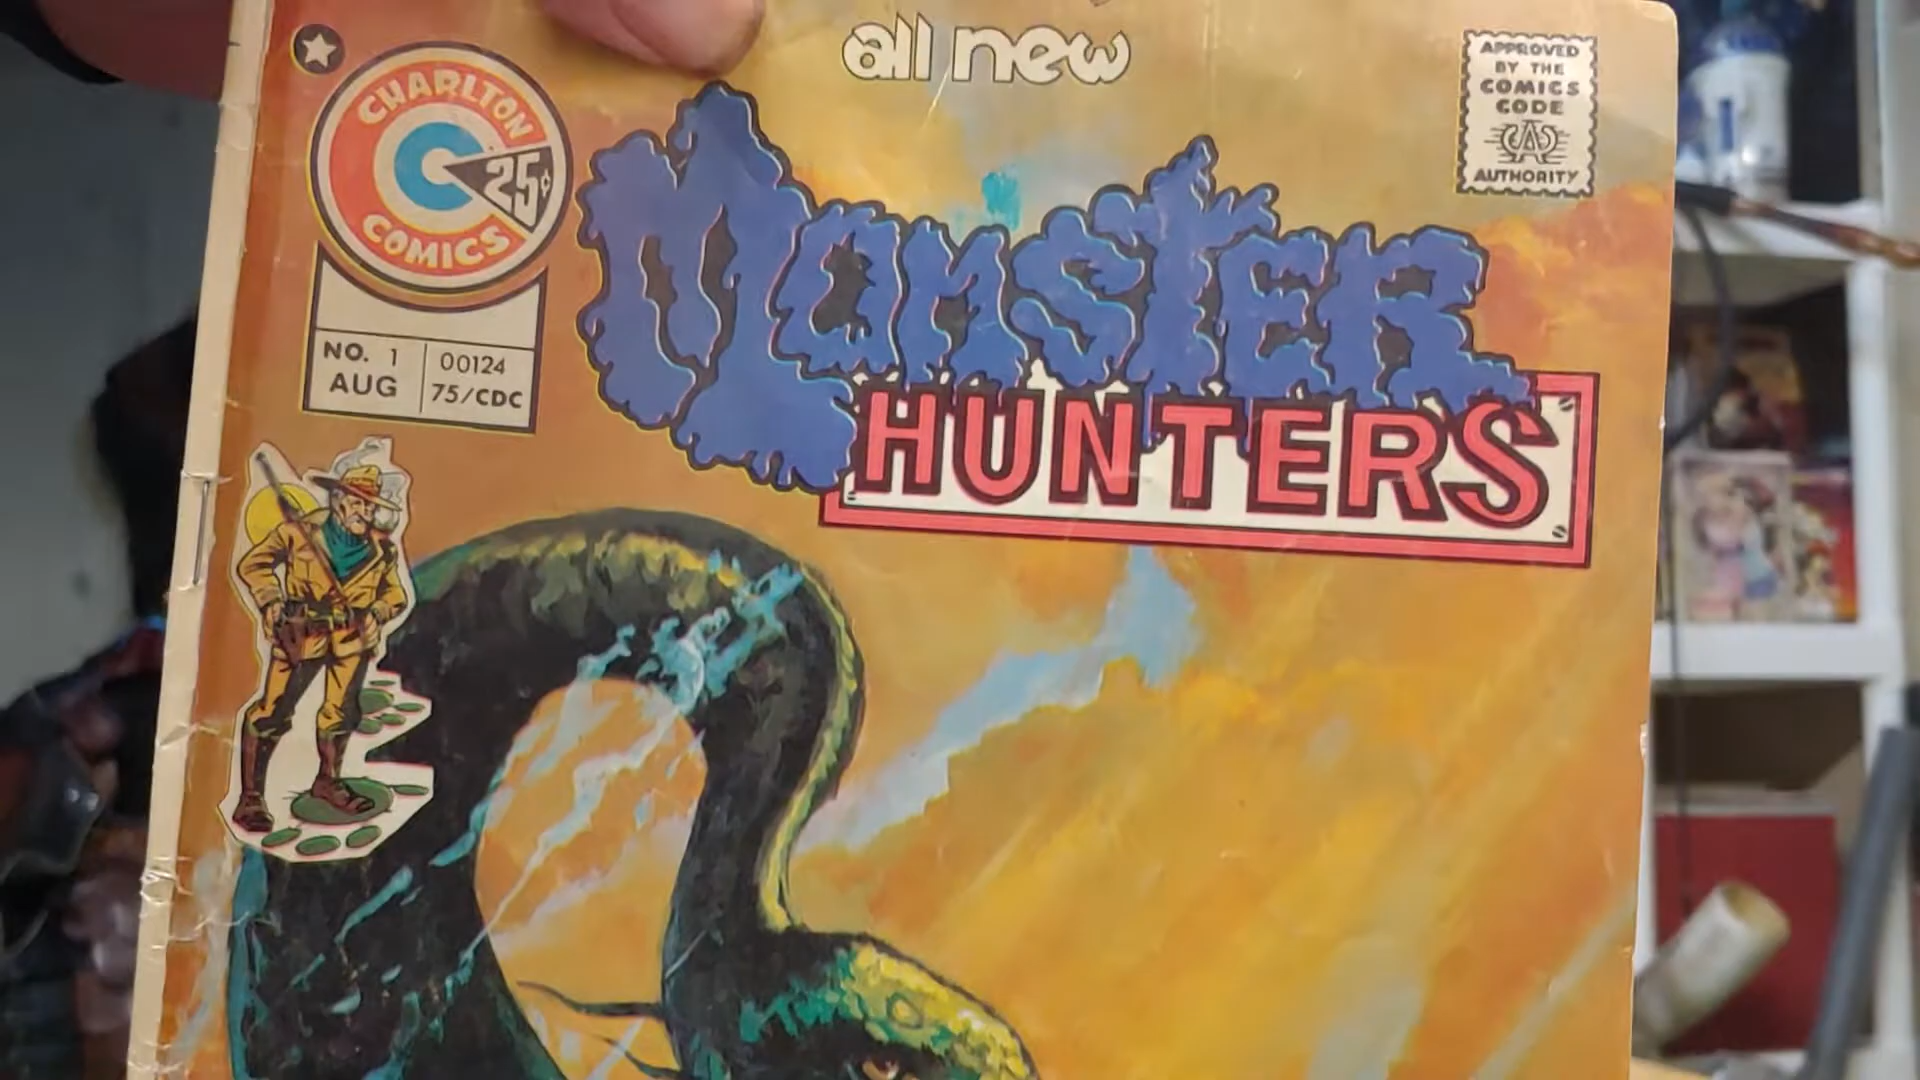 all new
CHARLTON
C
25¢
COMICS
NO. 1
AUG
00124
75/CDC
MONSTER
HUNTERS
APPROVED
BY THE
COMICS
CODE
CA
AUTHORITY